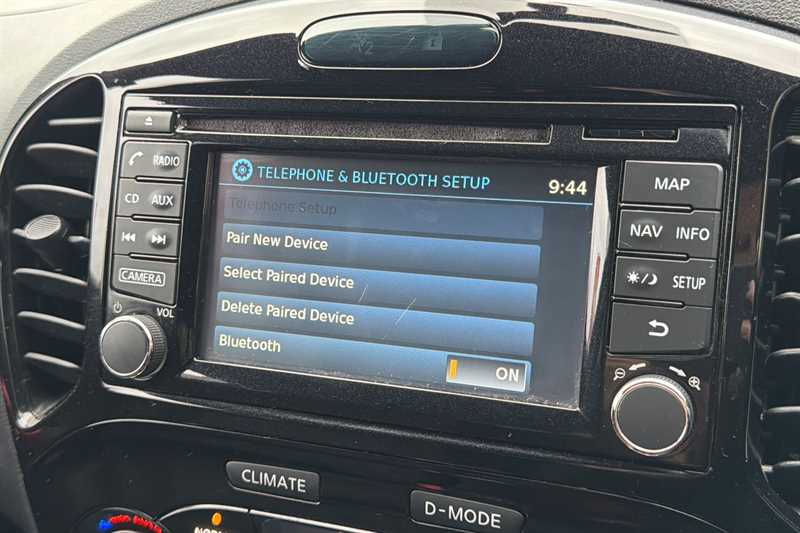 TELEPHONE & BLUETOOTH SETUP
9:44
Telephone Setup
Pair New Device
Select Paired Device
Delete Paired Device
Bluetooth
ON
RADIO
CD AUX
CAMERA
VOL
MAP
NAV INFO
SETUP
CLIMATE
D-MODE